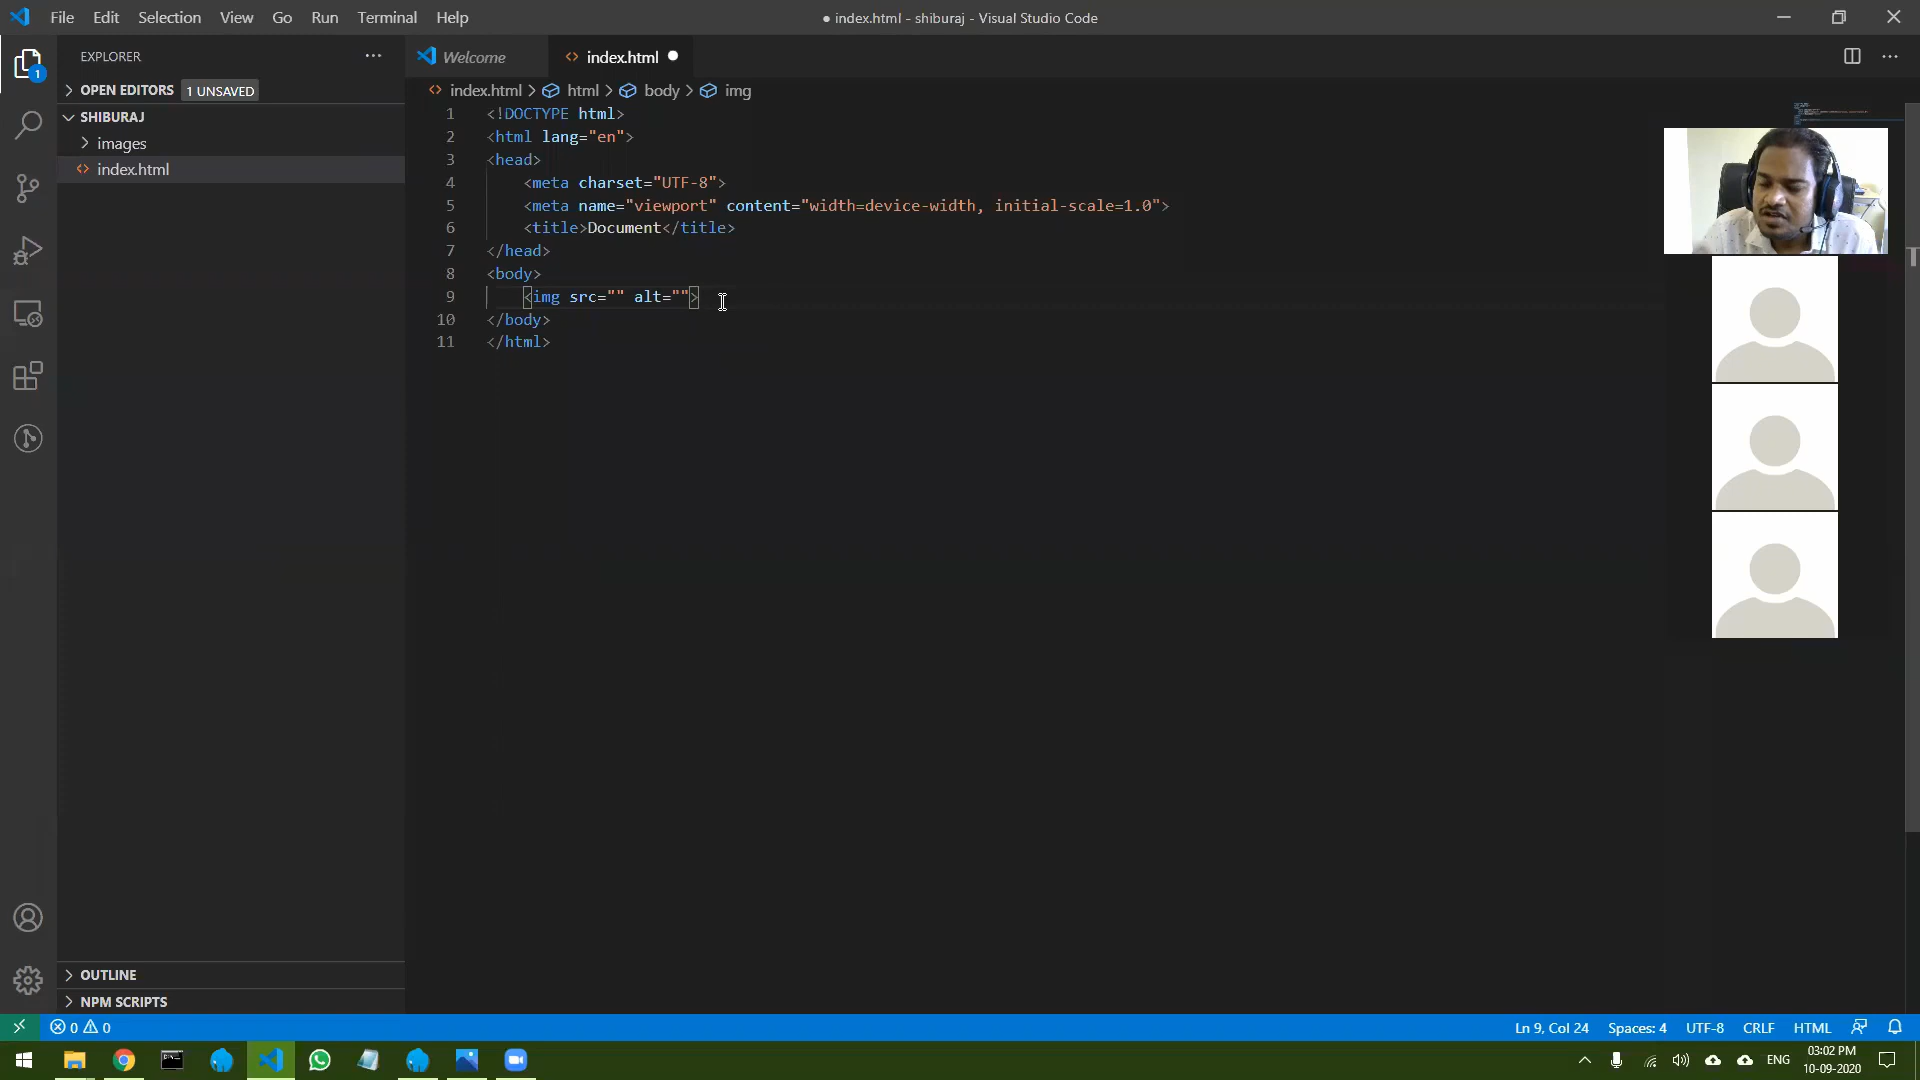 File Edit Selection View Go Run Terminal Help
● index.html - shiburaj - Visual Studio Code
EXPLORER
Welcome
index.html
OPEN EDITORS 1 UNSAVED
index.html > html > body > img
SHIBURAJ
images
index.html
1
1 <!DOCTYPE html>
2 <html lang="en">
3 <head>
4 <meta charset="UTF-8">
5 <meta name="viewport" content="width=device-width, initial-scale=1.0">
6 <title>Document</title>
7 </head>
8 <body>
9 <img src="" alt="">
10 </body>
11 </html>
OUTLINE
NPM SCRIPTS
0 0
Ln 9, Col 24 Spaces: 4 UTF-8 CRLF HTML
ENG
03:02 PM
10-09-2020